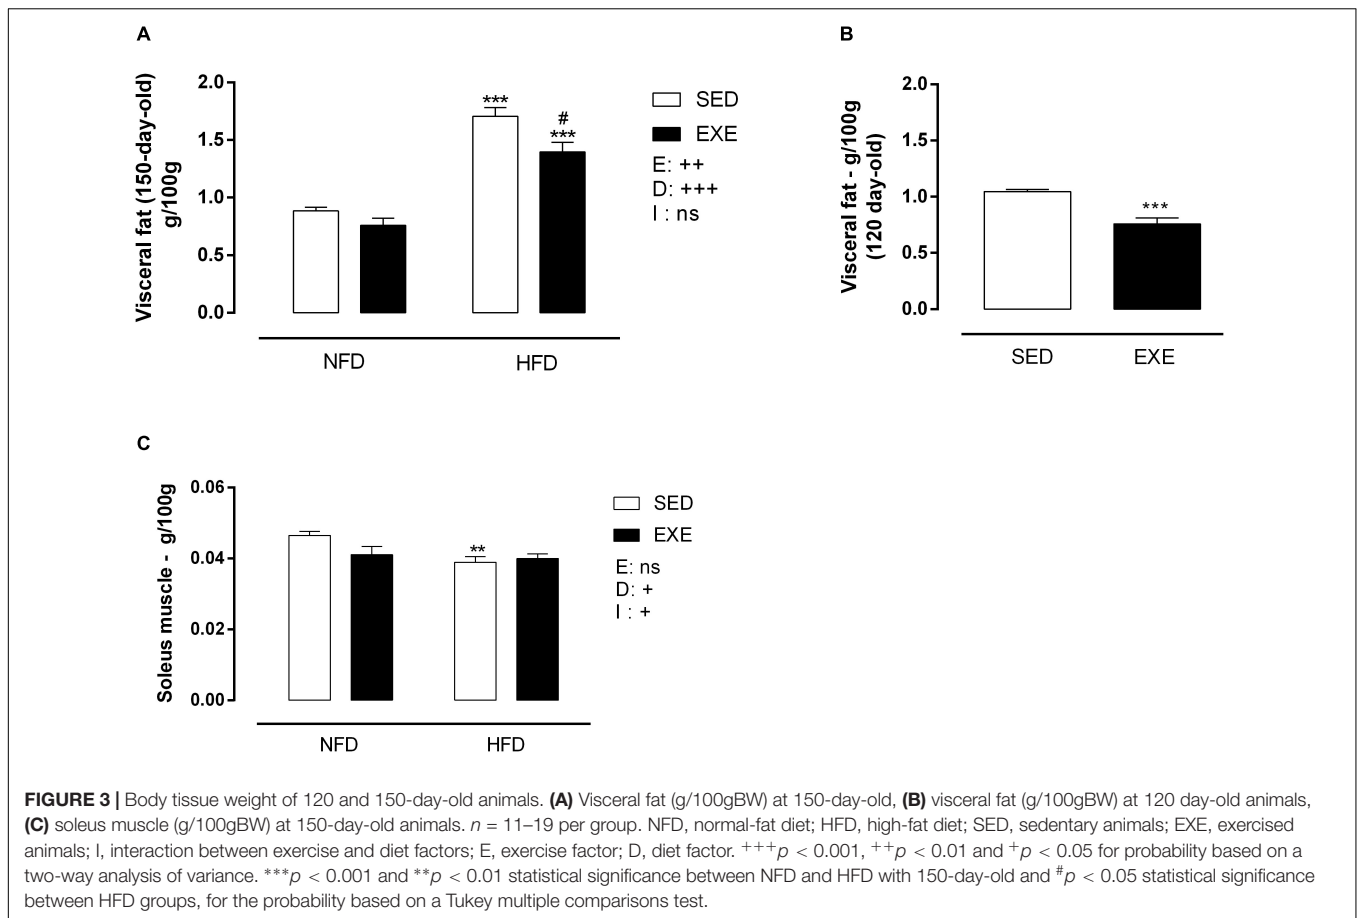 A
Visceral fat (150-day-old)
g/100g
2.0
1.5
1.0
0.5
0.0
***
#
***
SED
EXE
E: ++
D: +++
I : ns
NFD
HFD
B
Visceral fat - g/100g
(120 day-old)
2.0
1.5
1.0
0.5
0.0
***
SED
EXE
C
Soleus muscle - g/100g
0.06
0.04
0.02
0.00
**
SED
EXE
E: ns
D: +
I : +
NFD
HFD
FIGURE 3 | Body tissue weight of 120 and 150-day-old animals. (A) Visceral fat (g/100gBW) at 150-day-old, (B) visceral fat (g/100gBW) at 120 day-old animals,
(C) soleus muscle (g/100gBW) at 150-day-old animals. n = 11–19 per group. NFD, normal-fat diet; HFD, high-fat diet; SED, sedentary animals; EXE, exercised
animals; I, interaction between exercise and diet factors; E, exercise factor; D, diet factor. +++p < 0.001, ++p < 0.01 and +p < 0.05 for probability based on a
two-way analysis of variance. ***p < 0.001 and **p < 0.01 statistical significance between NFD and HFD with 150-day-old and #p < 0.05 statistical significance
between HFD groups, for the probability based on a Tukey multiple comparisons test.